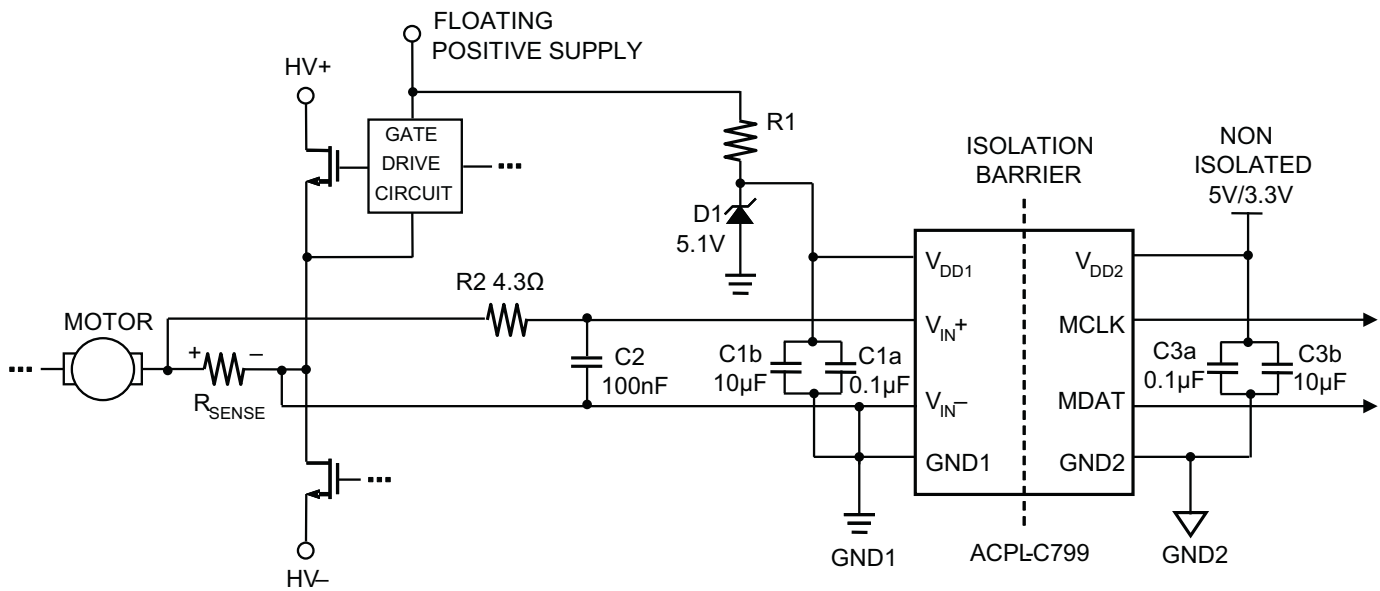 FLOATING
POSITIVE SUPPLY
HV+
GATE
DRIVE
CIRCUIT
R1
D1
5.1V
ISOLATION
BARRIER
NON
ISOLATED
5V/3.3V
VDD1
VDD2
R2 4.3Ω
MOTOR
VIN+
MCLK
+
–
RSENSE
C2
100nF
C1b
10µF
C1a
0.1µF
C3a
0.1µF
C3b
10µF
VIN–
MDAT
GND1
GND2
GND1
ACPL-C799
GND2
HV–